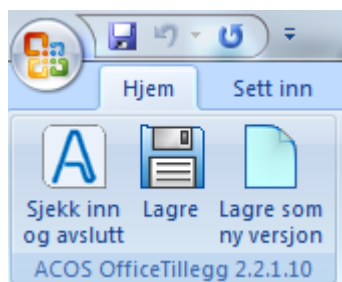 Hjem Sett inn
Sjekk inn Lagre Lagre som
og avslutt ny versjon
ACOS OfficeTillegg 2.2.1.10